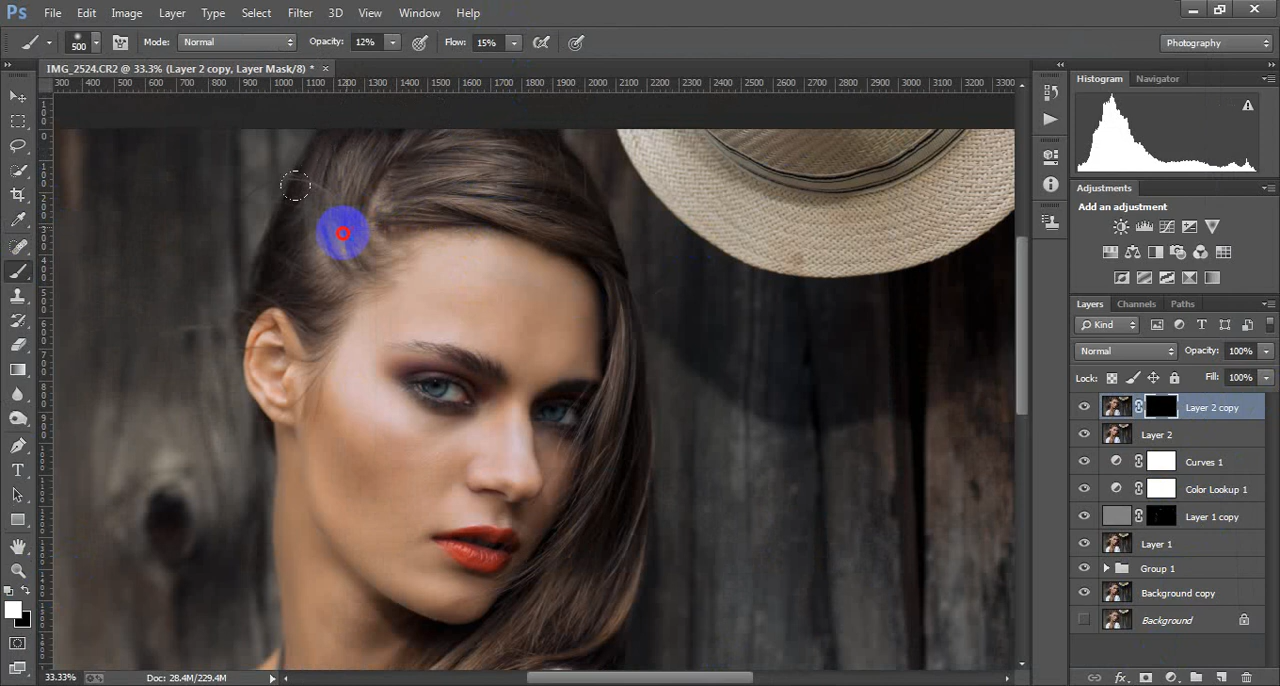 Ps File Edit Image Layer Type Select Filter 3D View Window Help
500 Mode: Normal Opacity: 12% Flow: 15% Photography
IMG_2524.CR2 @ 33.3% (Layer 2 copy, Layer Mask/8) * ×
300 400 500 600 700 800 900 1000 1100 1200 1300 1400 1500 1600 1700 1800 1900 2000 2100 2200 2300 2400 2500 2600 2700 2800 2900 3000 3100 3200 3300
Histogram Navigator
Adjustments
Add an adjustment
Layers Channels Paths
Kind
Normal Opacity: 100%
Lock: Fill: 100%
Layer 2 copy
Layer 2
Curves 1
Color Lookup 1
Layer 1 copy
Layer 1
Group 1
Background copy
Background
fx
33.33% Doc: 28.4M/229.4M